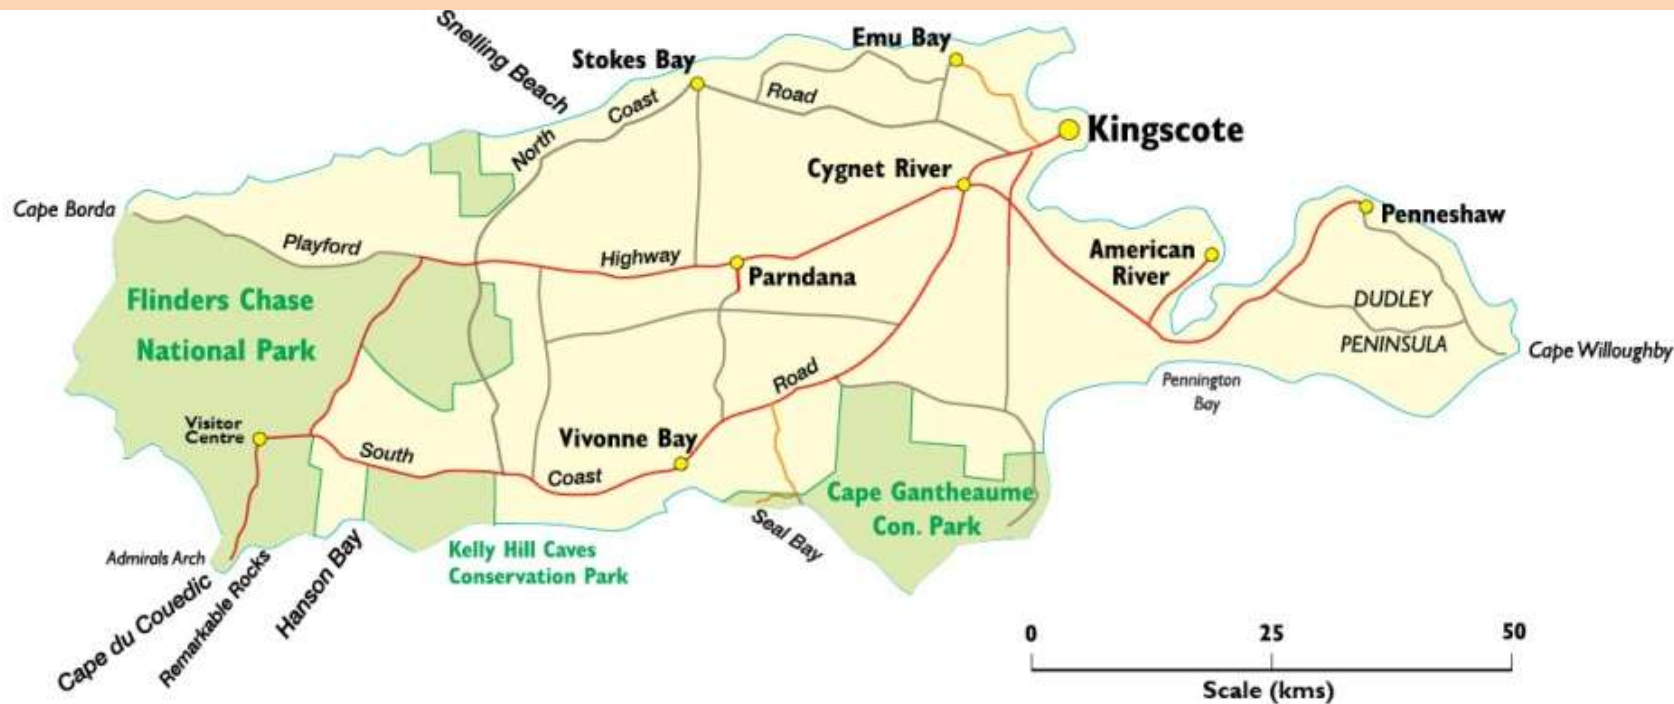 Snelling Beach
Stokes Bay
Emu Bay
North Coast Road
Kingscote
Cygnet River
Cape Borda
Playford Highway
Penneshaw
American
River
Parndana
Flinders Chase
National Park
DUDLEY
PENINSULA
Cape Willoughby
Pennington
Bay
Visitor
Centre
Vivonne Bay
South Coast Road
Cape Gantheaume
Con. Park
Seal Bay
Kelly Hill Caves
Conservation Park
Admirals Arch
Cape du Couedic
Remarkable Rocks
Hanson Bay
0 25 50
Scale (kms)